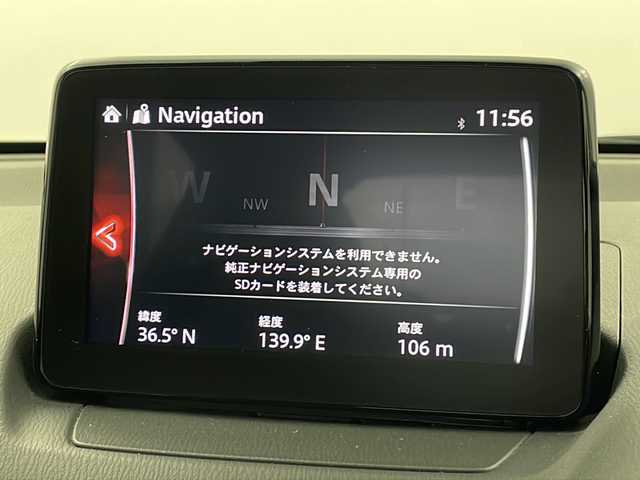 Navigation
11:56
W
NW
N
NE
E
ナビゲーションシステムを利用できません。
純正ナビゲーションシステム専用の
SDカードを装着してください。
緯度
経度
高度
36.5° N
139.9° E
106 m